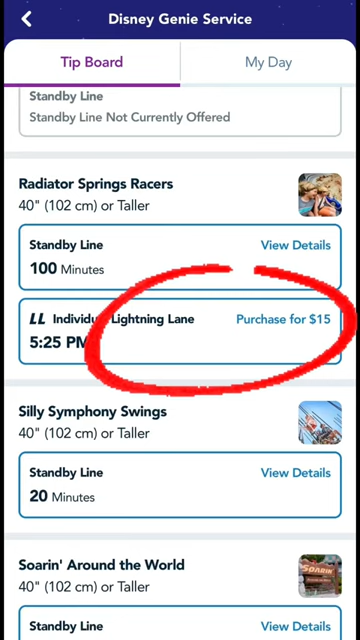 Disney Genie Service
Tip Board
My Day
Standby Line
Standby Line Not Currently Offered
Radiator Springs Racers
40" (102 cm) or Taller
Standby Line
View Details
100 Minutes
LL Individual Lightning Lane
Purchase for $15
5:25 PM
Silly Symphony Swings
40" (102 cm) or Taller
Standby Line
View Details
20 Minutes
Soarin' Around the World
40" (102 cm) or Taller
SOARIN'
Standby Line
View Details